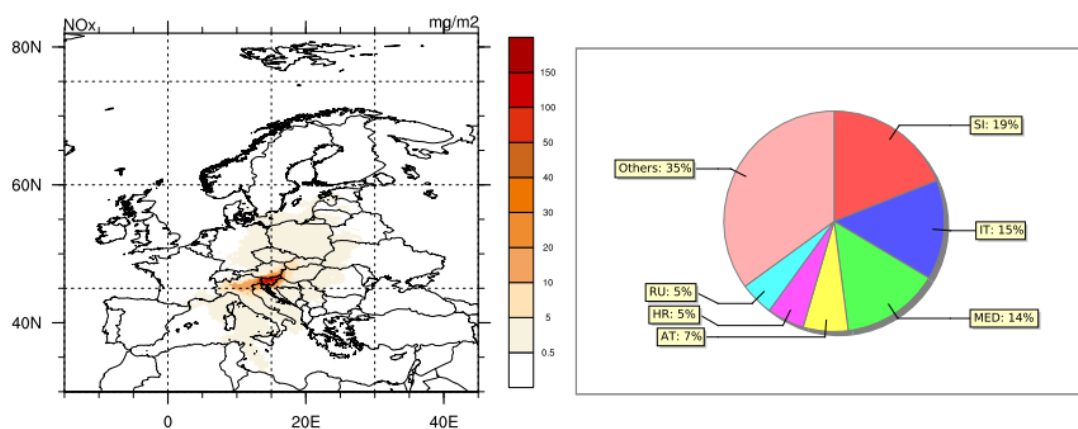 NOx mg/m2
80N
60N
40N
0 20E 40E
150
100
50
40
30
20
10
5
0.5
SI: 19%
Others: 35%
IT: 15%
RU: 5%
HR: 5%
MED: 14%
AT: 7%